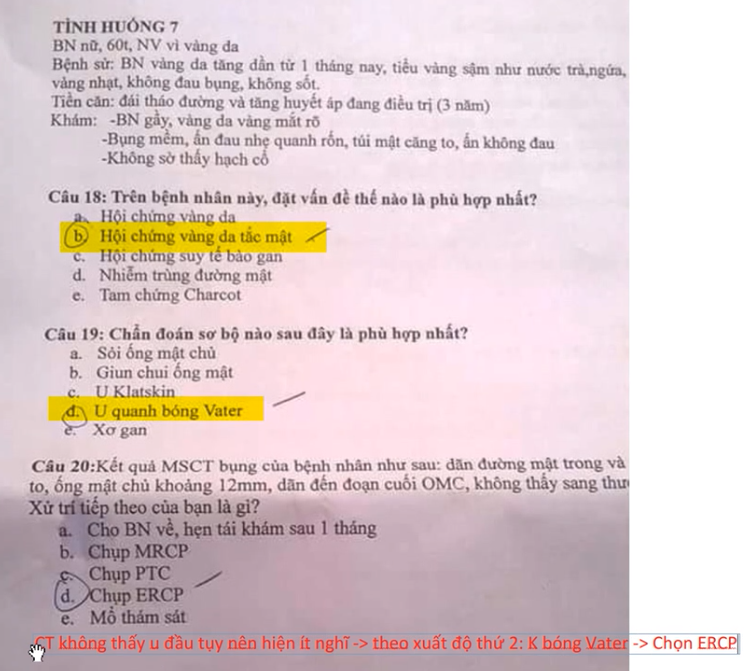 TÌNH HUỐNG 7
BN nữ, 60t, NV vì vàng da
Bệnh sử: BN vàng da tăng dần từ 1 tháng nay, tiểu vàng sậm như nước trà,ngứa,
vàng nhạt, không đau bụng, không sốt.
Tiền căn: đái tháo đường và tăng huyết áp đang điều trị (3 năm)
Khám: -BN gầy, vàng da vàng mắt rõ
-Bụng mềm, ấn đau nhẹ quanh rốn, túi mật căng to, ấn không đau
-Không sờ thấy hạch cổ
Câu 18: Trên bệnh nhân này, đặt vấn đề thế nào là phù hợp nhất?
a. Hội chứng vàng da
b. Hội chứng vàng da tắc mật
c. Hội chứng suy tế bào gan
d. Nhiễm trùng đường mật
e. Tam chứng Charcot
Câu 19: Chẩn đoán sơ bộ nào sau đây là phù hợp nhất?
a. Sỏi ống mật chủ
b. Giun chui ống mật
c. U Klatskin
d. U quanh bóng Vater
e. Xơ gan
Câu 20:Kết quả MSCT bụng của bệnh nhân như sau: dãn đường mật trong và
to, ống mật chủ khoảng 12mm, dãn đến đoạn cuối OMC, không thấy sang
Xử trí tiếp theo của bạn là gì?
a. Cho BN về, hẹn tái khám sau 1 tháng
b. Chụp MRCP
c. Chụp PTC
d. Chụp ERCP
e. Mổ thám sát
CT không thấy u đầu tụy nên hiện ít nghĩ -> theo xuất độ thứ 2: K bóng Vater -> Chọn ERCP